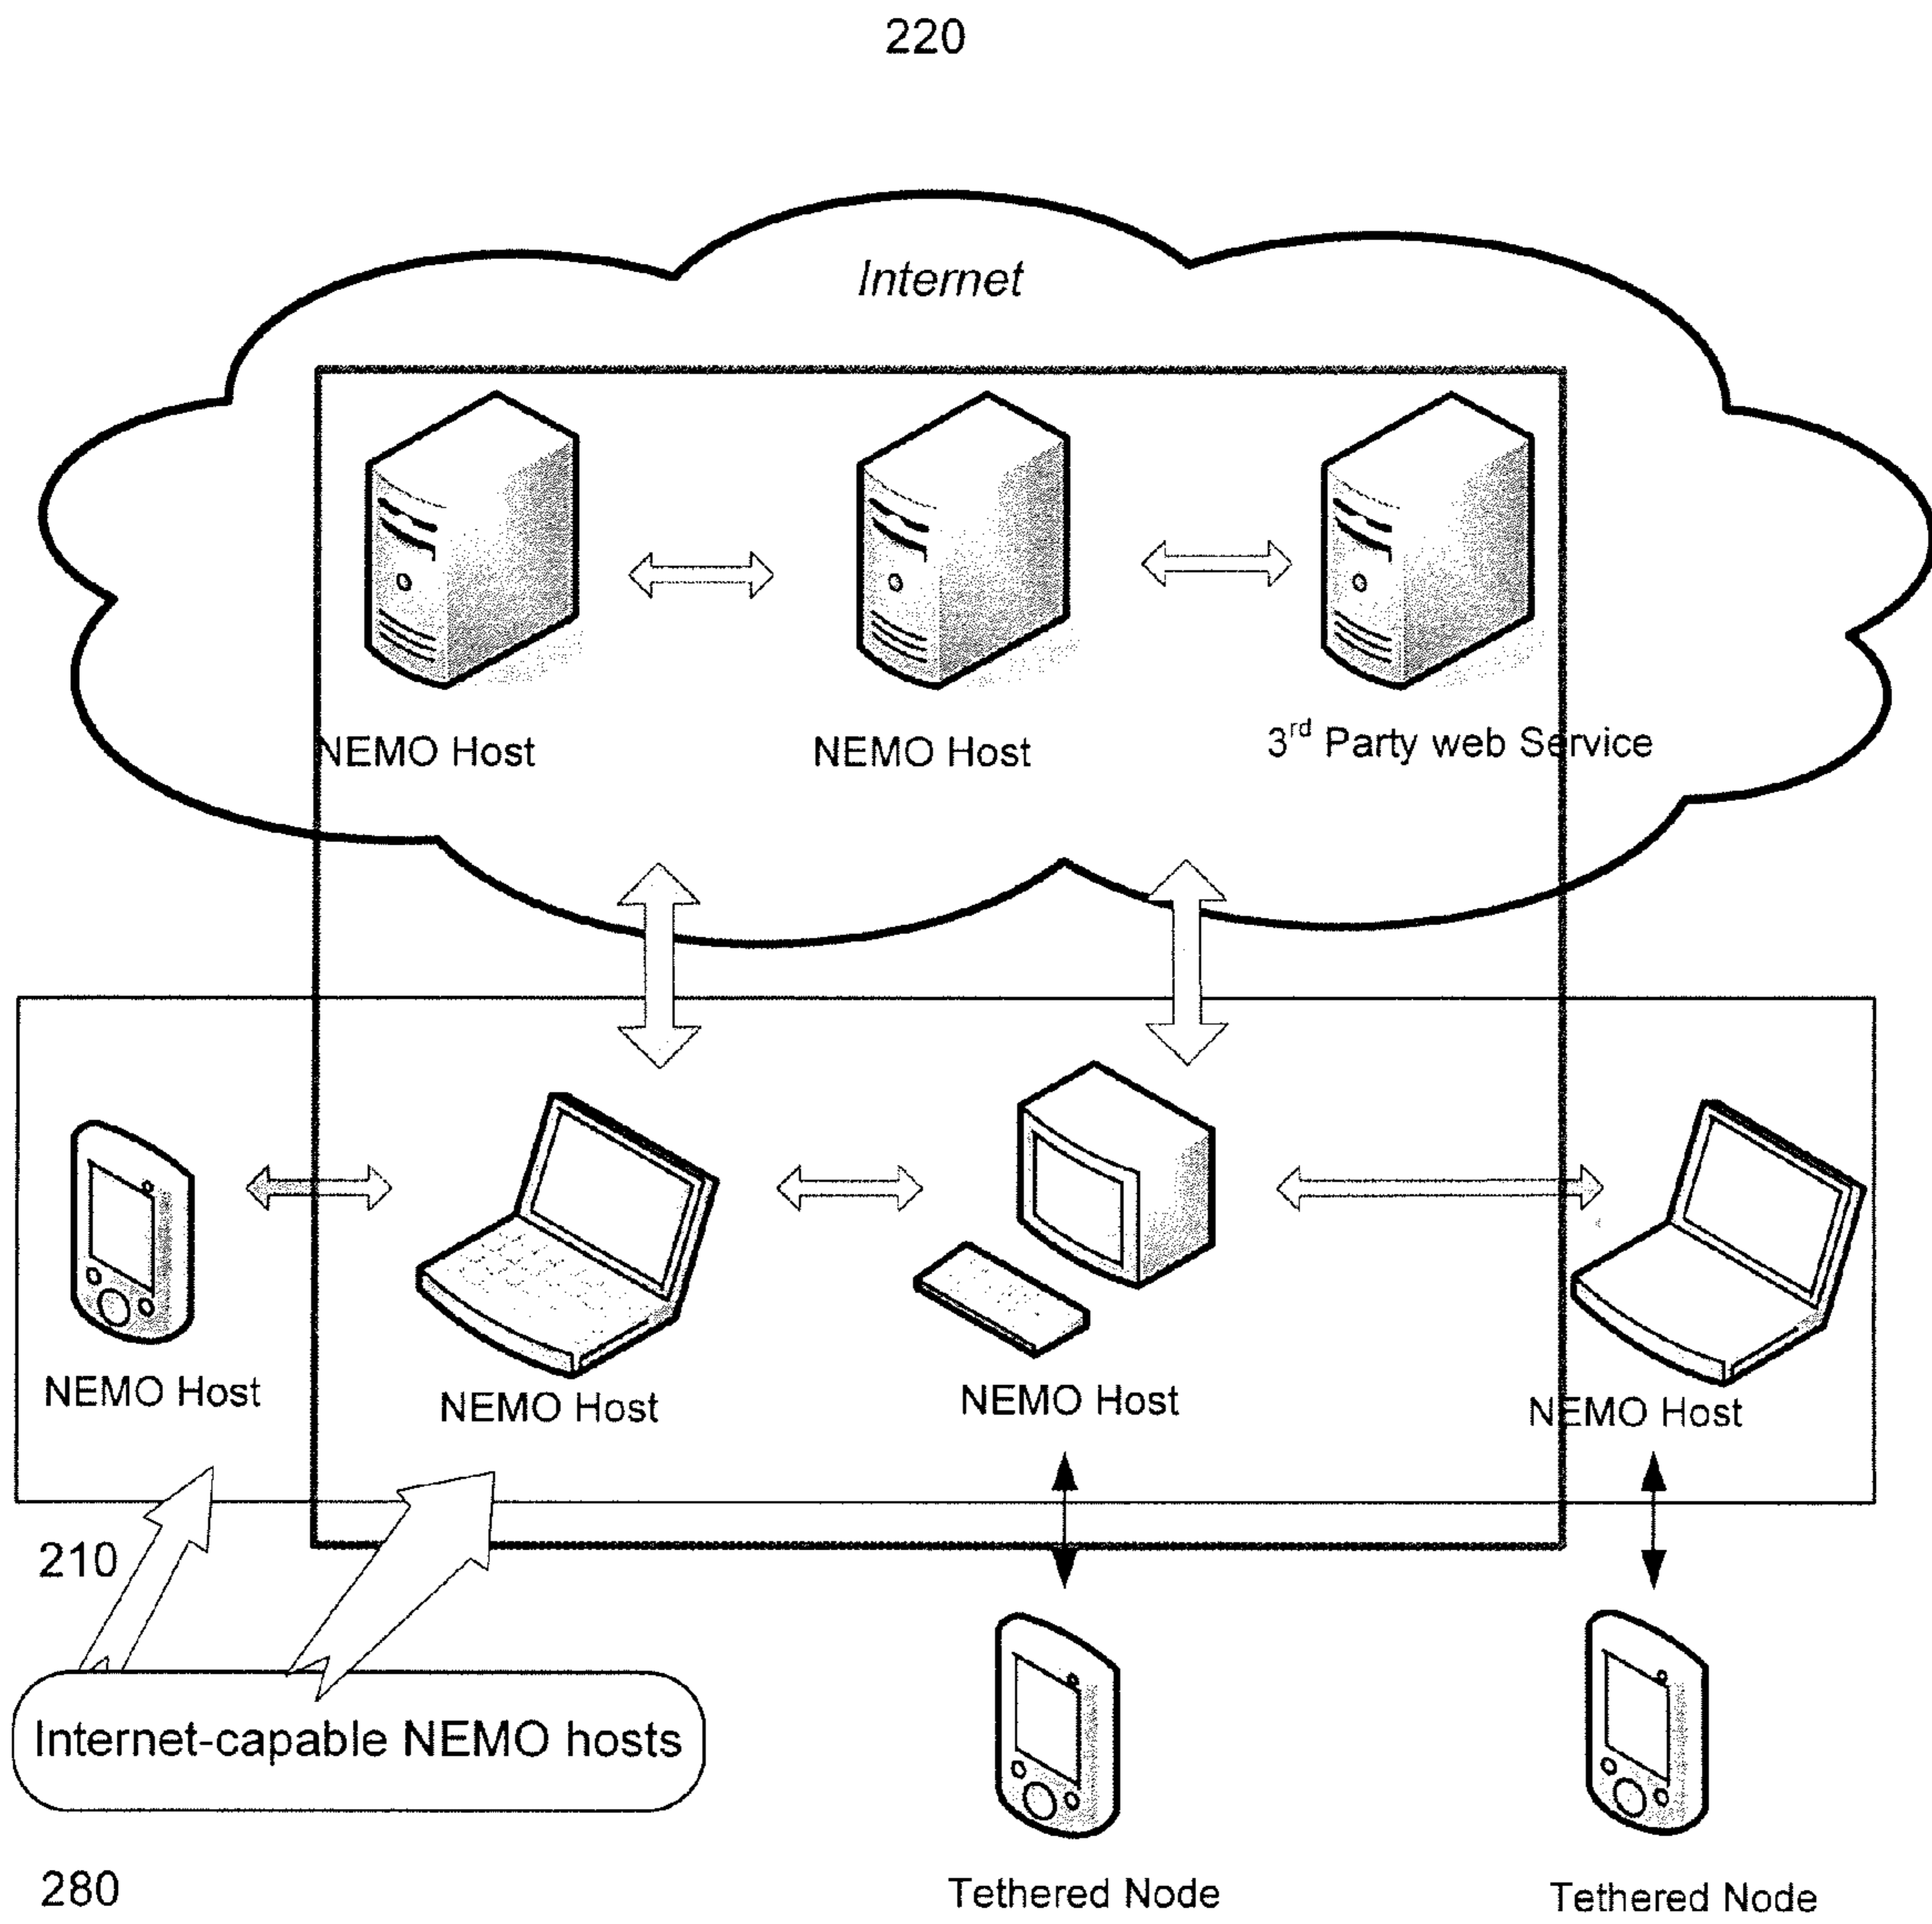 220
Internet
NEMO Host
NEMO Host
3rd Party web Service
NEMO Host
NEMO Host
NEMO Host
NEMO Host
210
Internet-capable NEMO hosts
280
Tethered Node
Tethered Node